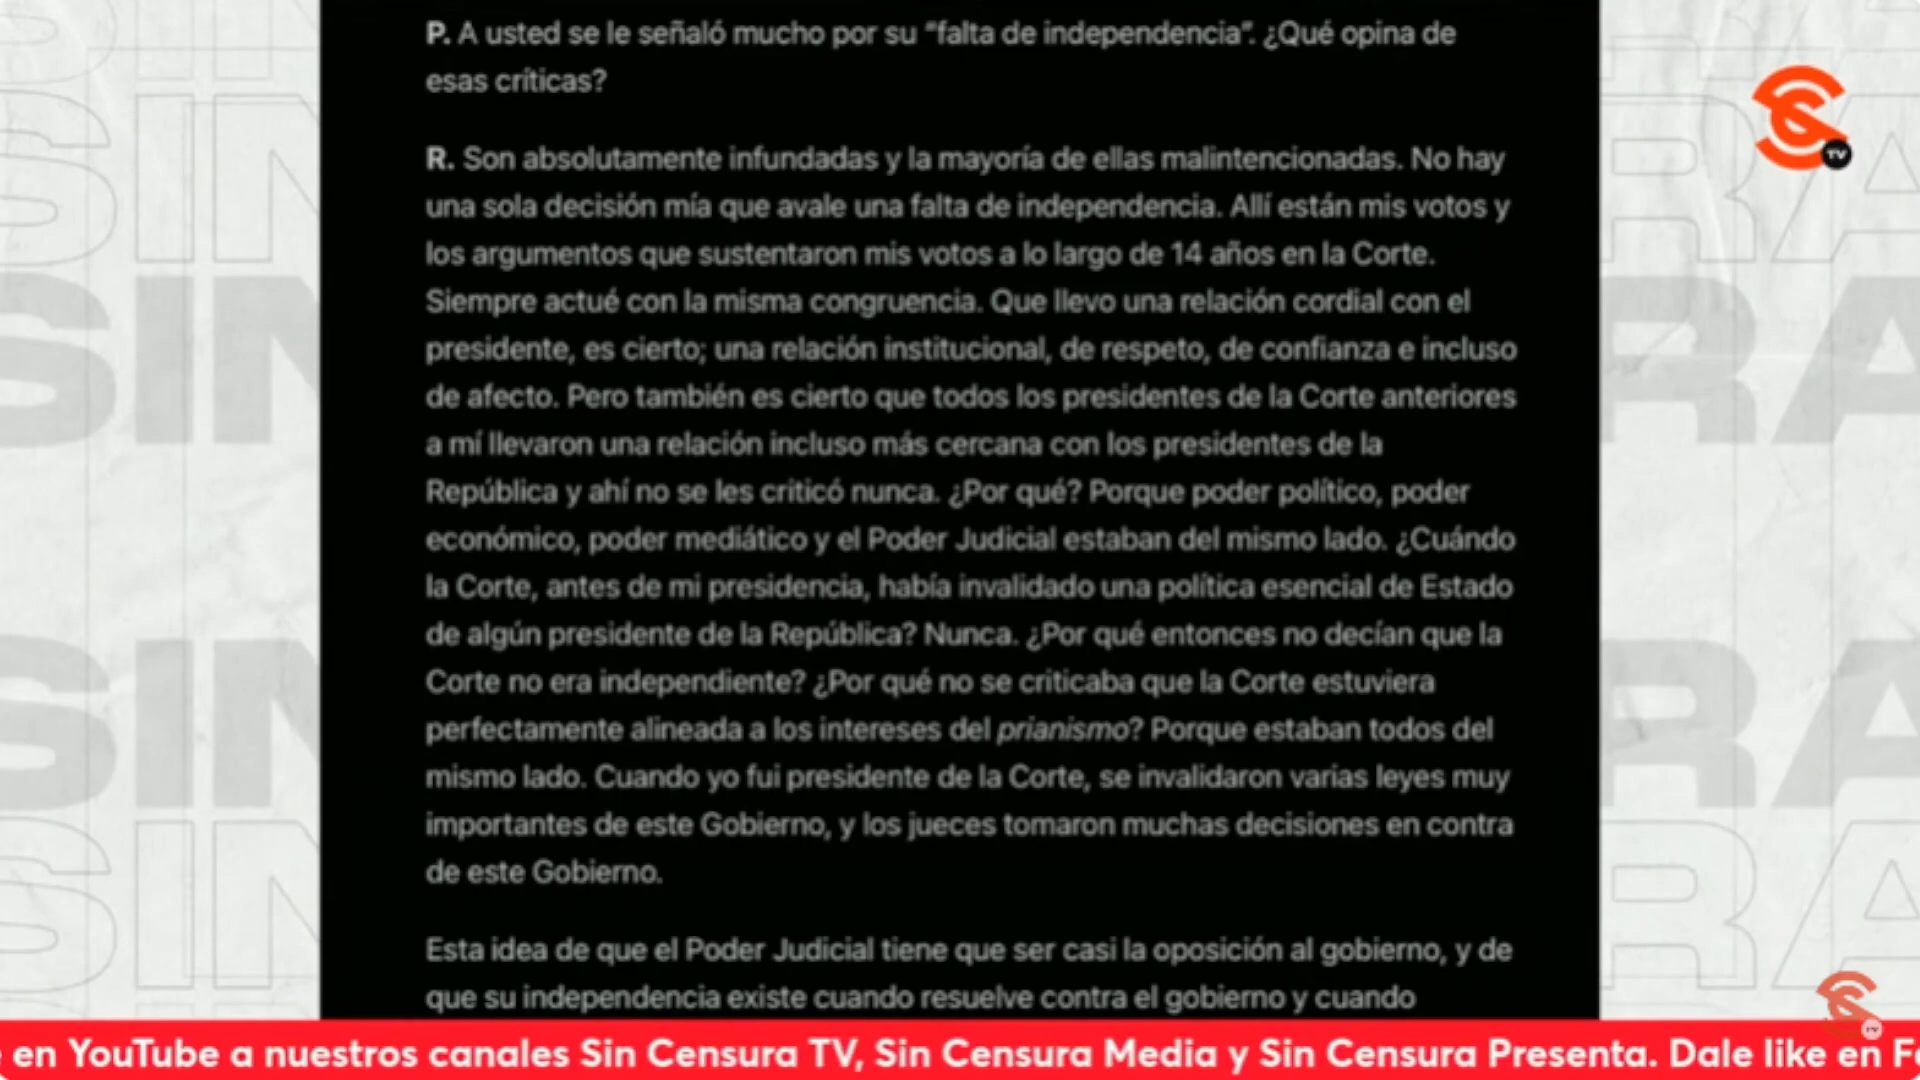 P. A usted se le señaló mucho por su “falta de independencia”. ¿Qué opina de
esas críticas?
R. Son absolutamente infundadas y la mayoría de ellas malintencionadas. No hay
una sola decisión mía que avale una falta de independencia. Allí están mis votos y
los argumentos que sustentaron mis votos a lo largo de 14 años en la Corte.
Siempre actué con la misma congruencia. Que llevo una relación cordial con el
presidente, es cierto; una relación institucional, de respeto, de confianza e incluso
de afecto. Pero también es cierto que todos los presidentes de la Corte anteriores
a mí llevaron una relación incluso más cercana con los presidentes de la
República y ahí no se les criticó nunca. ¿Por qué? Porque poder político, poder
económico, poder mediático y el Poder Judicial estaban del mismo lado. ¿Cuándo
la Corte, antes de mi presidencia, había invalidado una política esencial de Estado
de algún presidente de la República? Nunca. ¿Por qué entonces no decían que la
Corte no era independiente? ¿Por qué no se criticaba que la Corte estuviera
perfectamente alineada a los intereses del prianismo? Porque estaban todos del
mismo lado. Cuando yo fui presidente de la Corte, se invalidaron varias leyes muy
importantes de este Gobierno, y los jueces tomaron muchas decisiones en contra
de este Gobierno.
Esta idea de que el Poder Judicial tiene que ser casi la oposición al gobierno, y de
que su independencia existe cuando resuelve contra el gobierno y cuando
en YouTube a nuestros canales Sin Censura TV, Sin Censura Media y Sin Censura Presenta. Dale like en F
TV
TV
SIN
SIN
SIN
SIN
RA
RA
RA
RA